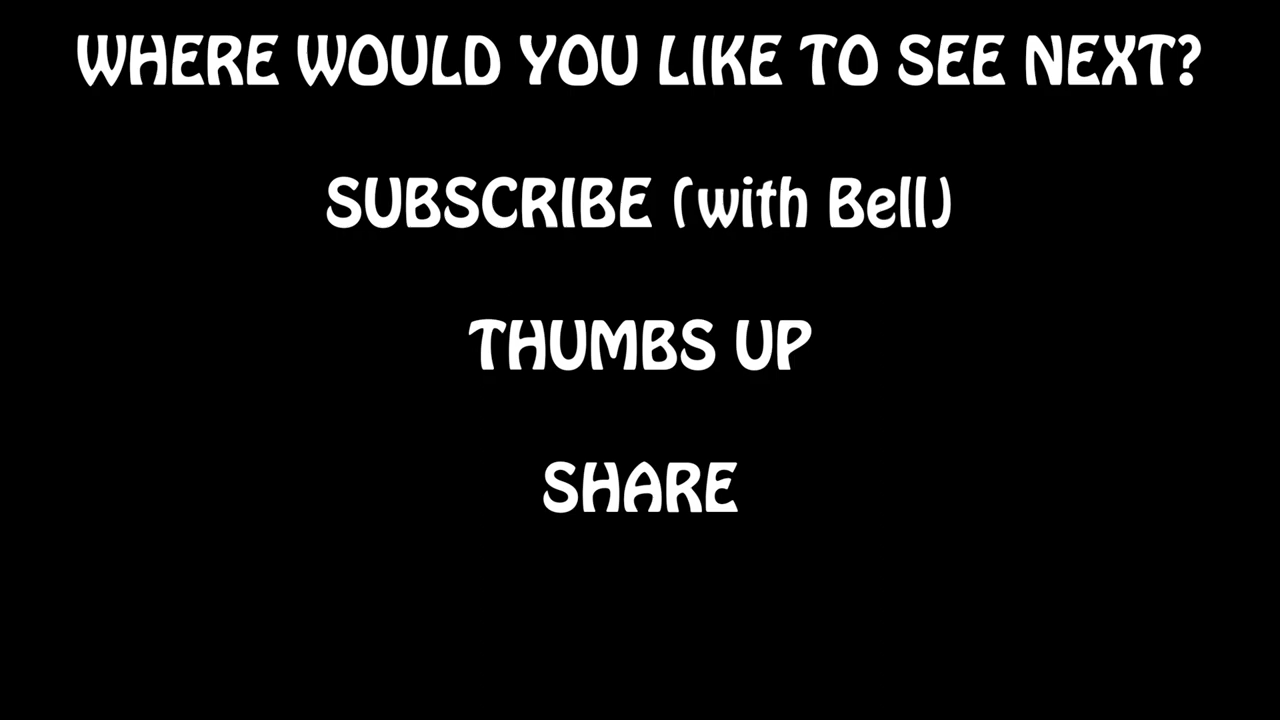 WHERE WOULD YOU LIKE TO SEE NEXT?
SUBSCRIBE (with Bell)
THUMBS UP
SHARE